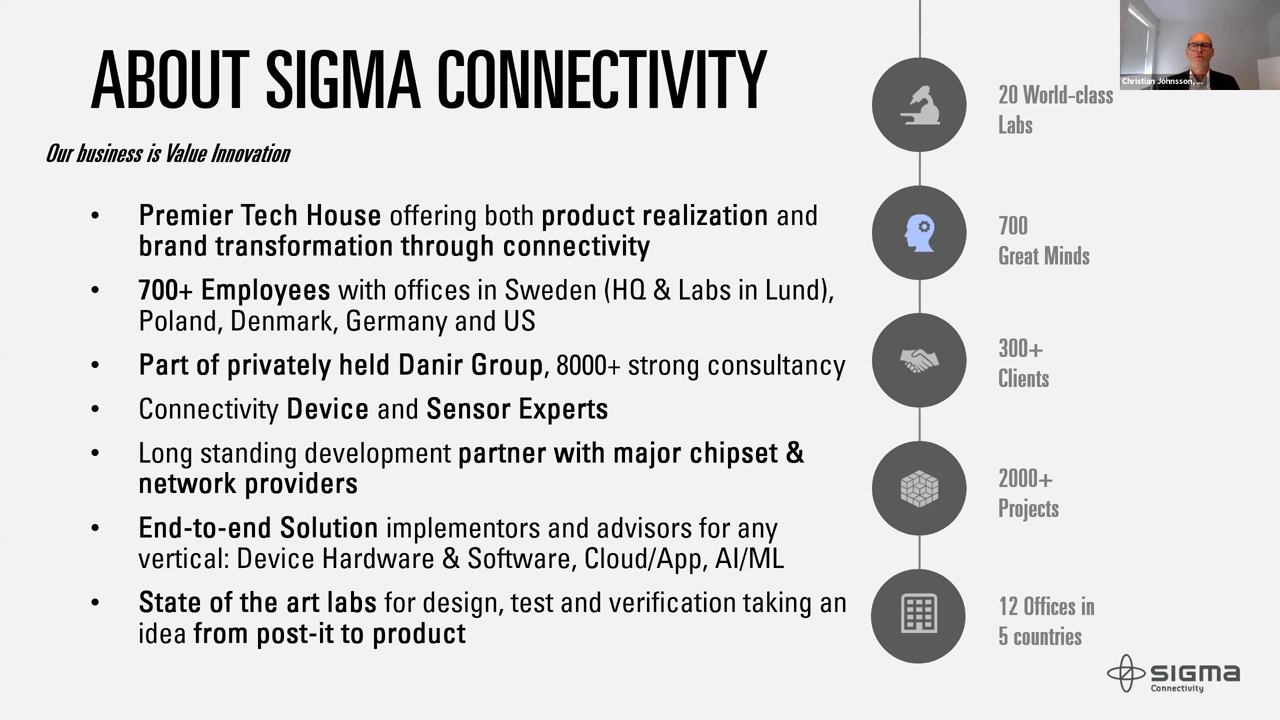 ABOUT SIGMA CONNECTIVITY
Our business is Value Innovation
• Premier Tech House offering both product realization and
brand transformation through connectivity
• 700+ Employees with offices in Sweden (HQ & Labs in Lund),
Poland, Denmark, Germany and US
• Part of privately held Danir Group, 8000+ strong consultancy
• Connectivity Device and Sensor Experts
• Long standing development partner with major chipset &
network providers
• End-to-end Solution implementors and advisors for any
vertical: Device Hardware & Software, Cloud/App, AI/ML
• State of the art labs for design, test and verification taking an
idea from post-it to product
20 World-class
Labs
700
Great Minds
300+
Clients
2000+
Projects
12 Offices in
5 countries
Christian Johnsson, ...
sigma
Connectivity